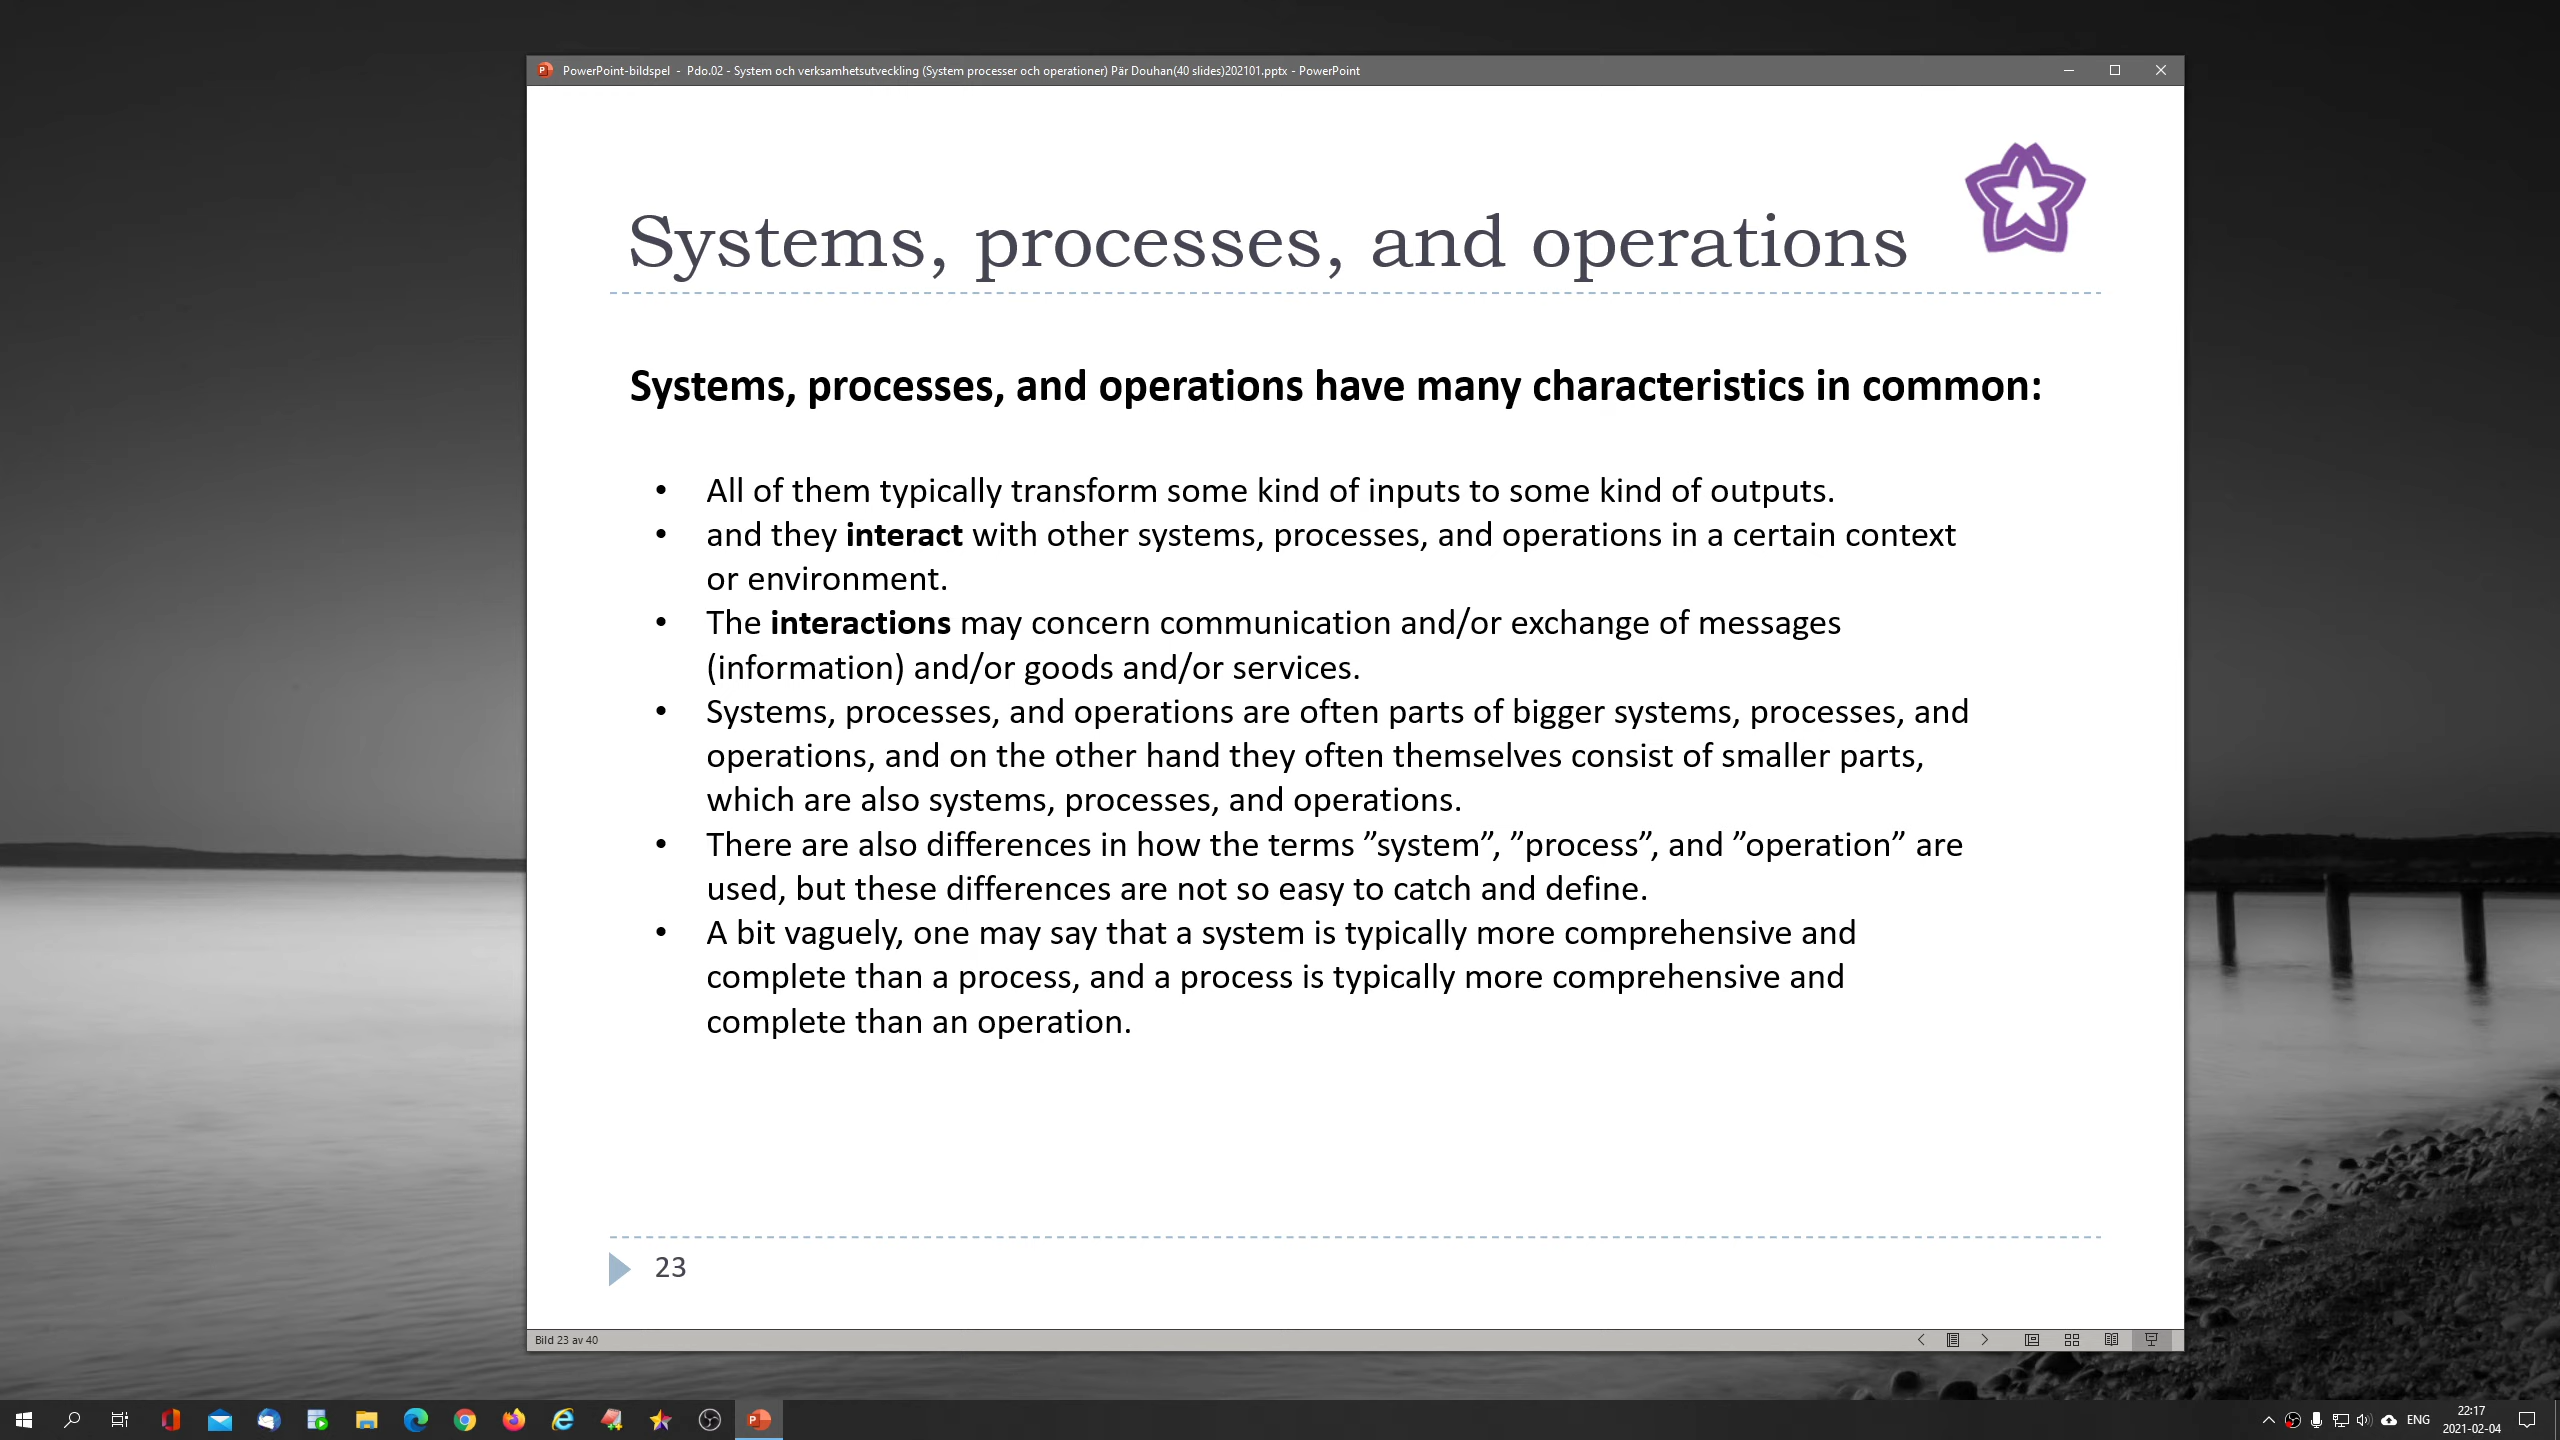 PowerPoint-bildspel - Pdo.02 - System och verksamhetsutveckling (System processer och operationer) Pär Douhan(40 slides)202101.pptx - PowerPoint
Systems, processes, and operations
Systems, processes, and operations have many characteristics in common:
• All of them typically transform some kind of inputs to some kind of outputs.
• and they interact with other systems, processes, and operations in a certain context
or environment.
• The interactions may concern communication and/or exchange of messages
(information) and/or goods and/or services.
• Systems, processes, and operations are often parts of bigger systems, processes, and
operations, and on the other hand they often themselves consist of smaller parts,
which are also systems, processes, and operations.
• There are also differences in how the terms ”system”, ”process”, and ”operation” are
used, but these differences are not so easy to catch and define.
• A bit vaguely, one may say that a system is typically more comprehensive and
complete than a process, and a process is typically more comprehensive and
complete than an operation.
23
Bild 23 av 40
ENG
22:17
2021-02-04